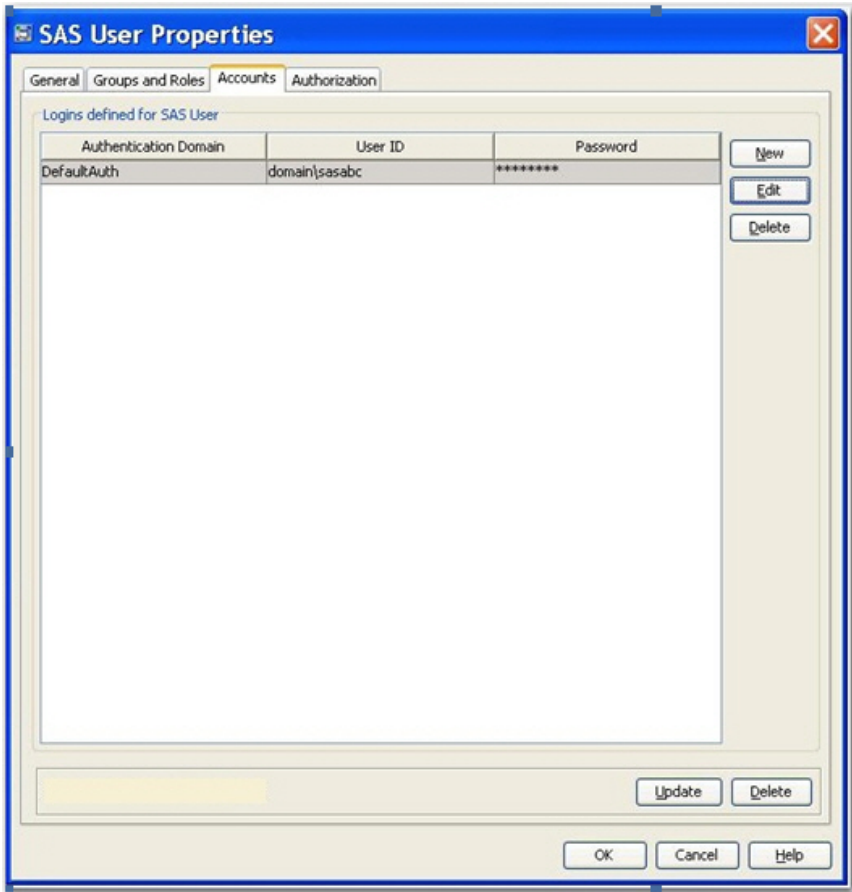 SAS User Properties
General Groups and Roles Accounts Authorization
Logins defined for SAS User
Authentication Domain User ID Password
DefaultAuth domain\sasabc ********
New
Edit
Delete
Update Delete
OK Cancel Help